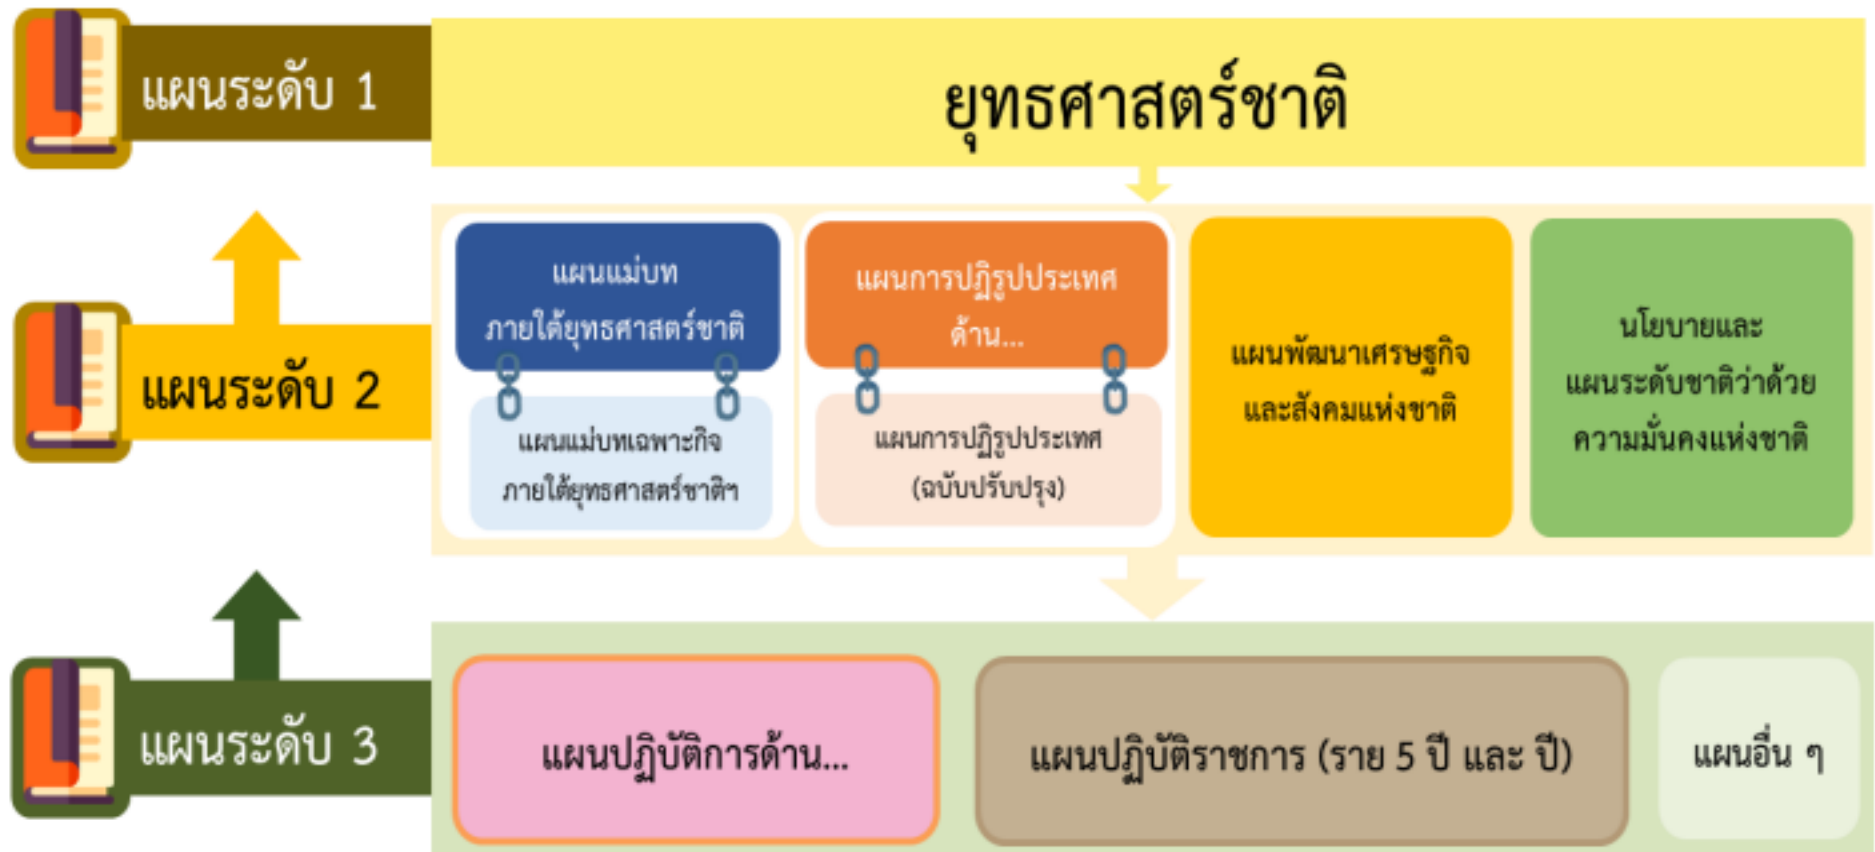 แผนระดับ 1
ยุทธศาสตร์ชาติ
แผนระดับ 2
แผนแม่บท
ภายใต้ยุทธศาสตร์ชาติ
แผนแม่บทเฉพาะกิจ
ภายใต้ยุทธศาสตร์ชาติฯ
แผนการปฏิรูปประเทศ
ด้าน...
แผนการปฏิรูปประเทศ
(ฉบับปรับปรุง)
แผนพัฒนาเศรษฐกิจ
และสังคมแห่งชาติ
นโยบายและ
แผนระดับชาติว่าด้วย
ความมั่นคงแห่งชาติ
แผนระดับ 3
แผนปฏิบัติการด้าน...
แผนปฏิบัติราชการ (ราย 5 ปี และ ปี)
แผนอื่น ๆ